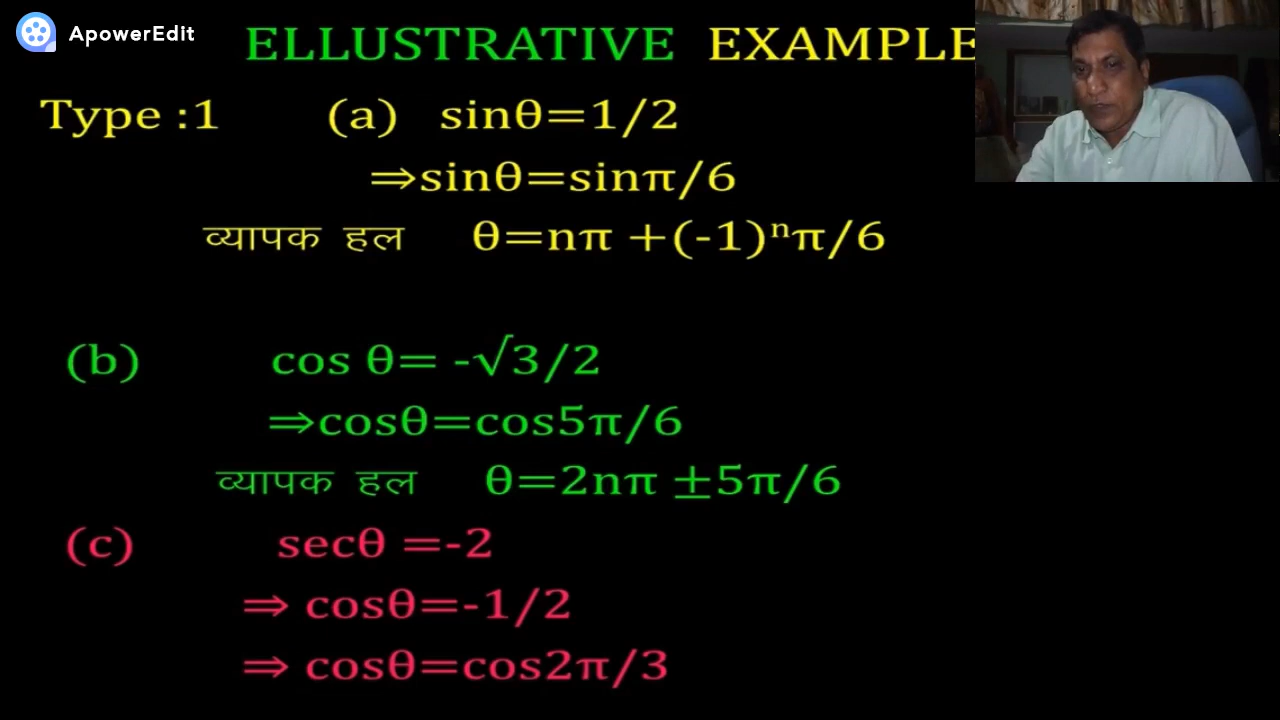 ApowerEdit
ELLUSTRATIVE EXAMPLE
Type :1 (a) sinθ=1/2
⇒sinθ=sinπ/6
व्यापक हल θ=nπ +(-1)ⁿπ/6
(b) cos θ= -√3/2
⇒cosθ=cos5π/6
व्यापक हल θ=2nπ ±5π/6
(c) secθ =-2
⇒ cosθ=-1/2
⇒ cosθ=cos2π/3